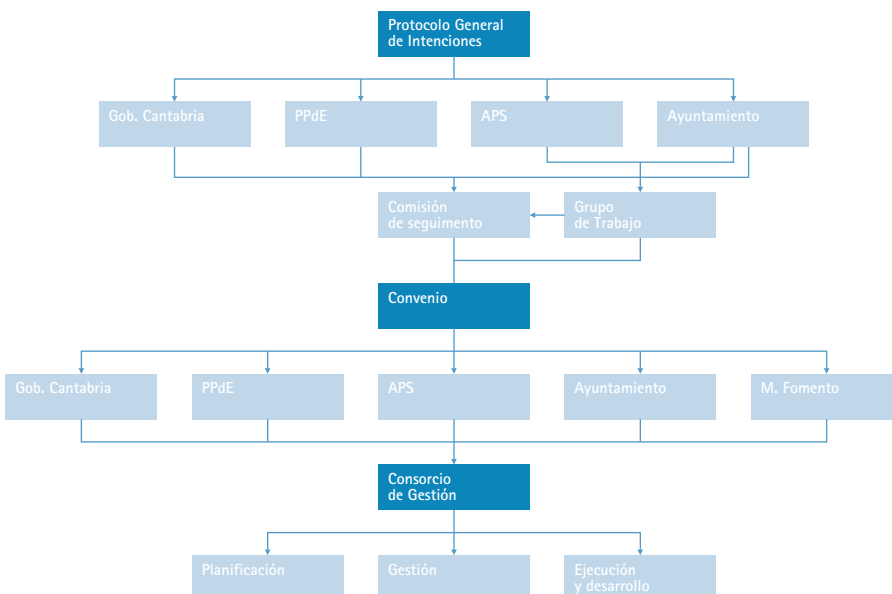 Protocolo General
de Intenciones
Gob. Cantabria
PPdE
APS
Ayuntamiento
Comisión
de seguimento
Grupo
de Trabajo
Convenio
Gob. Cantabria
PPdE
APS
Ayuntamiento
M. Fomento
Consorcio
de Gestión
Planificación
Gestión
Ejecución
y desarrollo